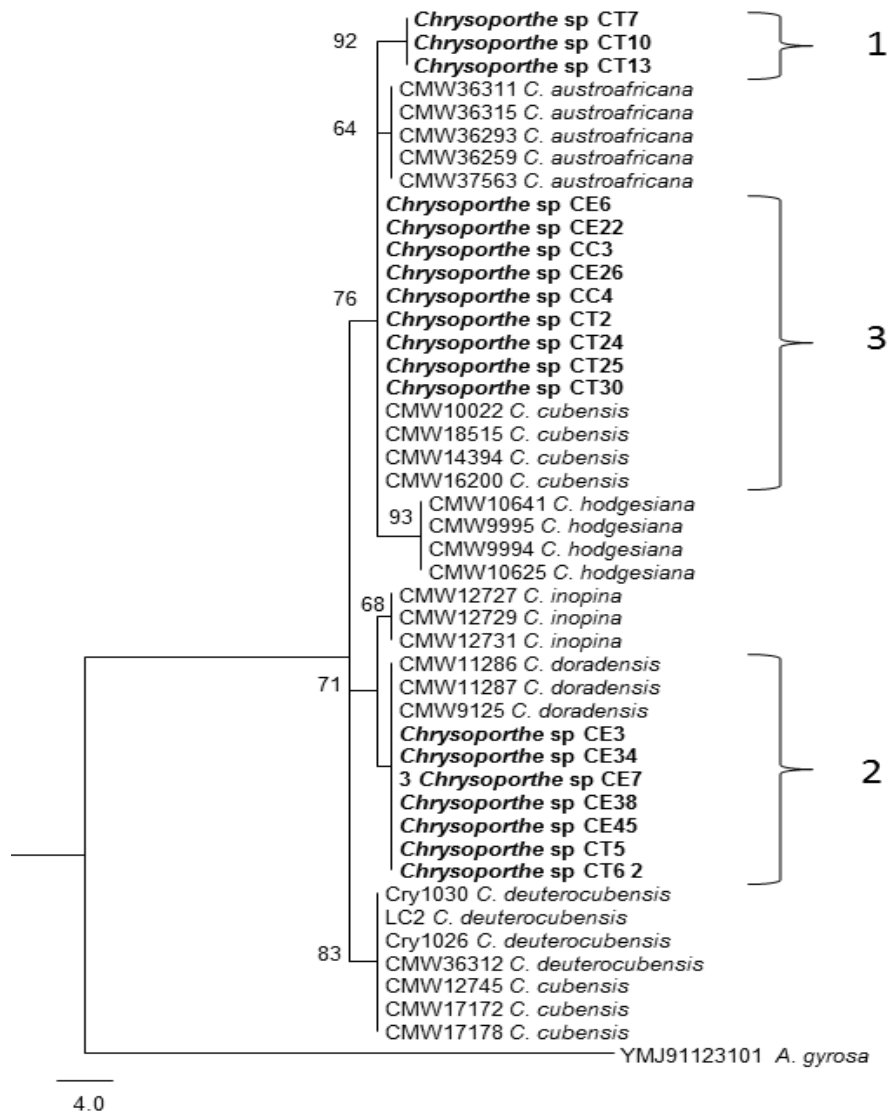 92
Chrysoporthe sp CT7
Chrysoporthe sp CT10
Chrysoporthe sp CT13
1
64
CMW36311 C. austroafricana
CMW36315 C. austroafricana
CMW36293 C. austroafricana
CMW36259 C. austroafricana
CMW37563 C. austroafricana
76
Chrysoporthe sp CE6
Chrysoporthe sp CE22
Chrysoporthe sp CC3
Chrysoporthe sp CE26
Chrysoporthe sp CC4
Chrysoporthe sp CT2
Chrysoporthe sp CT24
Chrysoporthe sp CT25
Chrysoporthe sp CT30
CMW10022 C. cubensis
CMW18515 C. cubensis
CMW14394 C. cubensis
CMW16200 C. cubensis
3
93
CMW10641 C. hodgesiana
CMW9995 C. hodgesiana
CMW9994 C. hodgesiana
CMW10625 C. hodgesiana
68
CMW12727 C. inopina
CMW12729 C. inopina
CMW12731 C. inopina
71
CMW11286 C. doradensis
CMW11287 C. doradensis
CMW9125 C. doradensis
Chrysoporthe sp CE3
Chrysoporthe sp CE34
3 Chrysoporthe sp CE7
Chrysoporthe sp CE38
Chrysoporthe sp CE45
Chrysoporthe sp CT5
Chrysoporthe sp CT6 2
2
83
Cry1030 C. deuterocubensis
LC2 C. deuterocubensis
Cry1026 C. deuterocubensis
CMW36312 C. deuterocubensis
CMW12745 C. cubensis
CMW17172 C. cubensis
CMW17178 C. cubensis
YMJ91123101 A. gyrosa
4.0